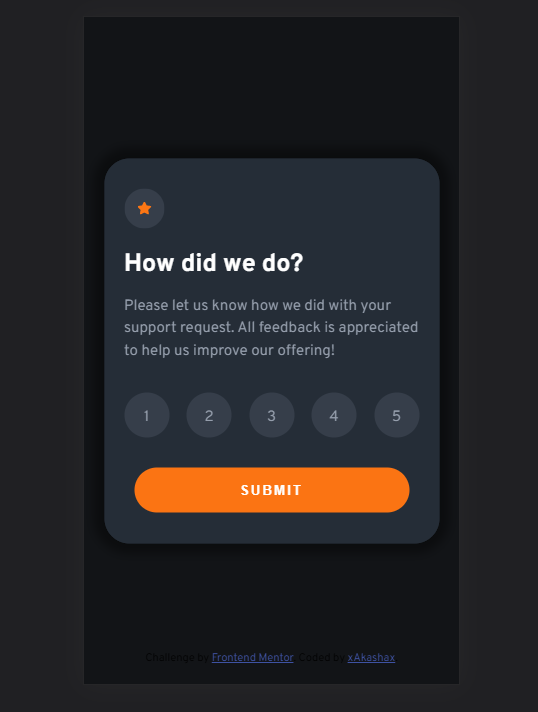 How did we do?
Please let us know how we did with your
support request. All feedback is appreciated
to help us improve our offering!
1 2 3 4 5
SUBMIT
Challenge by Frontend Mentor. Coded by xAkashax